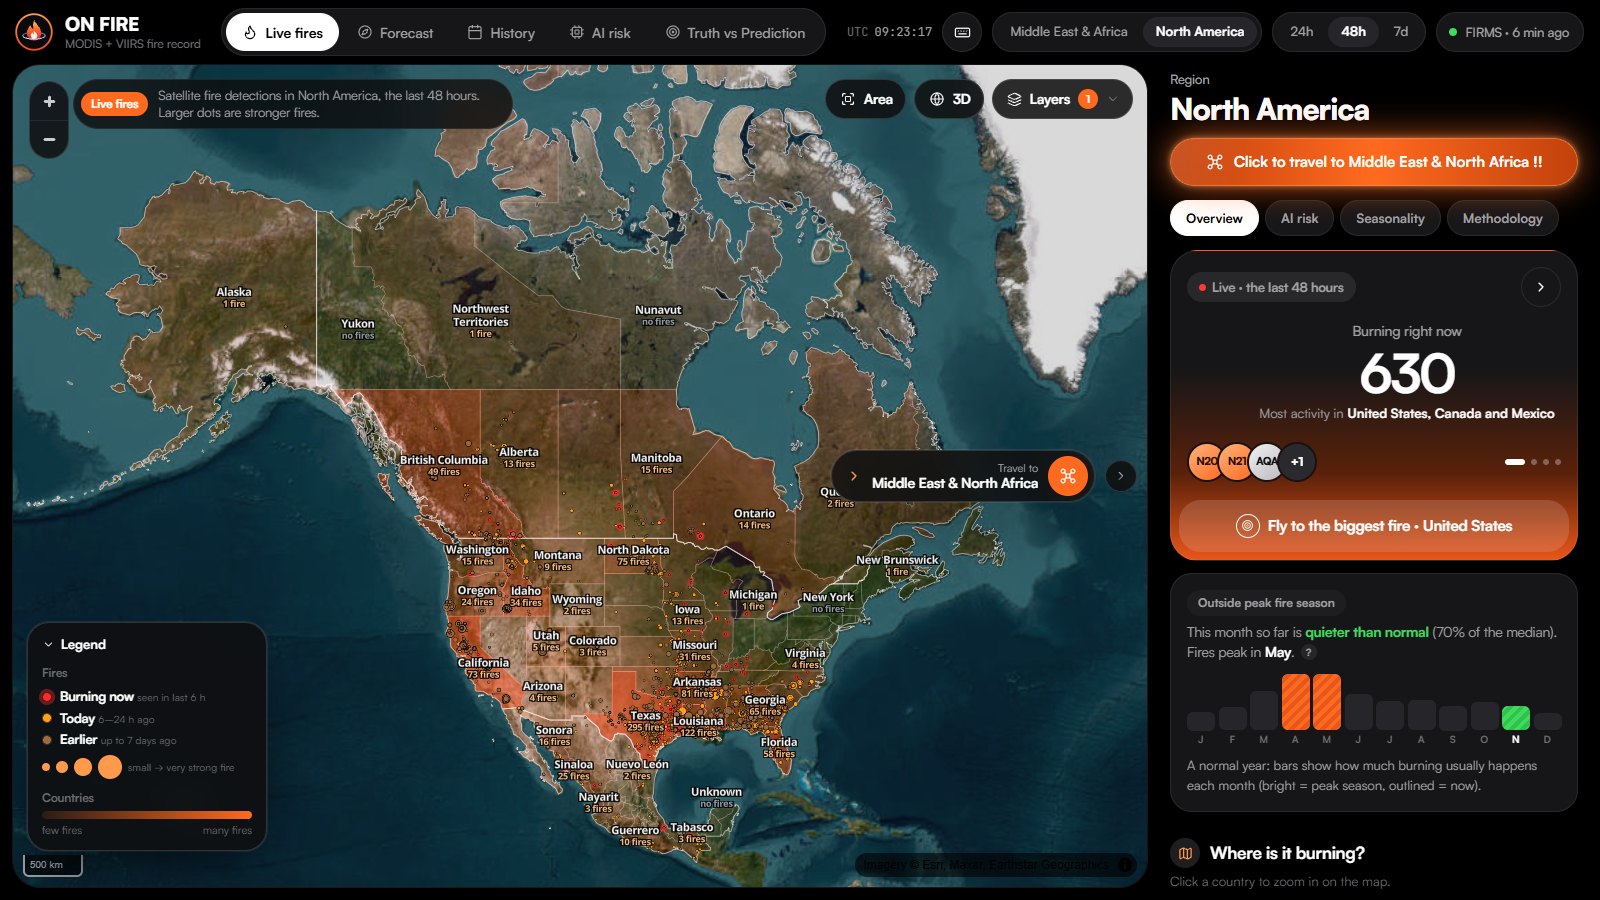 ON FIRE
MODIS + VIIRS fire record
Live fires
Forecast
History
AI risk
Truth vs Prediction
UTC 09:23:17
Middle East & Africa
North America
24h
48h
7d
FIRMS · 6 min ago
+
−
Live fires
Satellite fire detections in North America, the last 48 hours.
Larger dots are stronger fires.
Area
3D
Layers 1
Alaska
1 fire
Yukon
no fires
Northwest
Territories
1 fire
Nunavut
no fires
British Columbia
49 fires
Alberta
13 fires
Manitoba
15 fires
Ontario
14 fires
Qu
2 fires
Travel to
Middle East & North Africa
Washington
15 fires
Montana
9 fires
North Dakota
75 fires
New Brunswick
1 fire
Oregon
24 fires
Idaho
34 fires
Wyoming
2 fires
Iowa
13 fires
Michigan
1 fire
New York
no fires
Utah
5 fires
Colorado
3 fires
Missouri
31 fires
Virginia
4 fires
California
73 fires
Arizona
4 fires
Arkansas
81 fires
Georgia
65 fires
Texas
295 fires
Louisiana
122 fires
Florida
58 fires
Sonora
16 fires
Sinaloa
25 fires
Nuevo León
2 fires
Nayarit
3 fires
Unknown
no fires
Guerrero
10 fires
Tabasco
3 fires
Legend
Fires
Burning now seen in last 6 h
Today 6–24 h ago
Earlier up to 7 days ago
small → very strong fire
Countries
few fires
many fires
500 km
Imagery © Esri, Maxar, Earthstar Geographics
Region
North America
Click to travel to Middle East & North Africa !!
Overview
AI risk
Seasonality
Methodology
Live · the last 48 hours
Burning right now
630
Most activity in United States, Canada and Mexico
N20
N21
AQA
+1
Fly to the biggest fire · United States
Outside peak fire season
This month so far is quieter than normal (70% of the median).
Fires peak in May. ?
J F M A M J J A S O N D
A normal year: bars show how much burning usually happens
each month (bright = peak season, outlined = now).
Where is it burning?
Click a country to zoom in on the map.